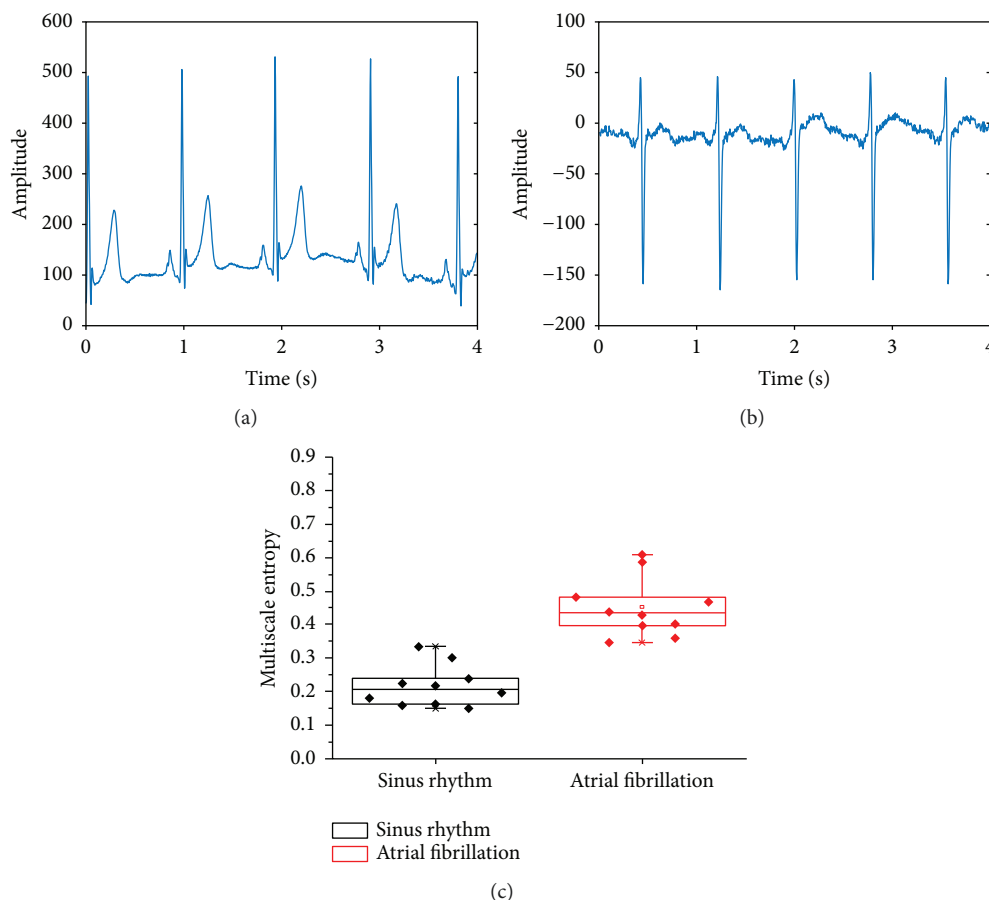 600
500
400
300
200
100
0
Amplitude
0 1 2 3 4
Time (s)
(a)
100
50
0
−50
−100
−150
−200
Amplitude
0 1 2 3 4
Time (s)
(b)
0.9
0.8
0.7
0.6
0.5
0.4
0.3
0.2
0.1
0.0
Multiscale entropy
Sinus rhythm Atrial fibrillation
Sinus rhythm
Atrial fibrillation
(c)